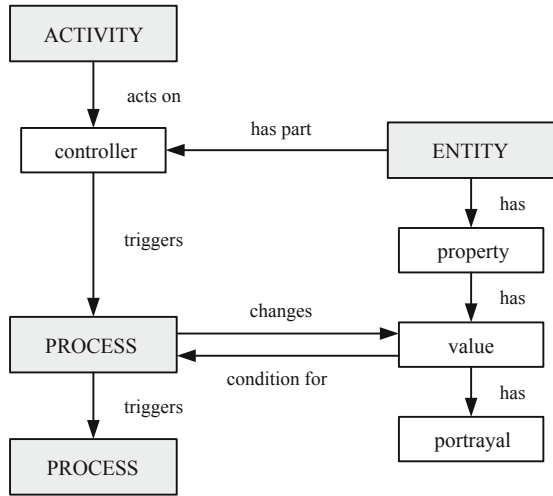 ACTIVITY
acts on
has part
controller
ENTITY
has
triggers
property
has
changes
PROCESS
value
condition for
triggers
has
portrayal
PROCESS